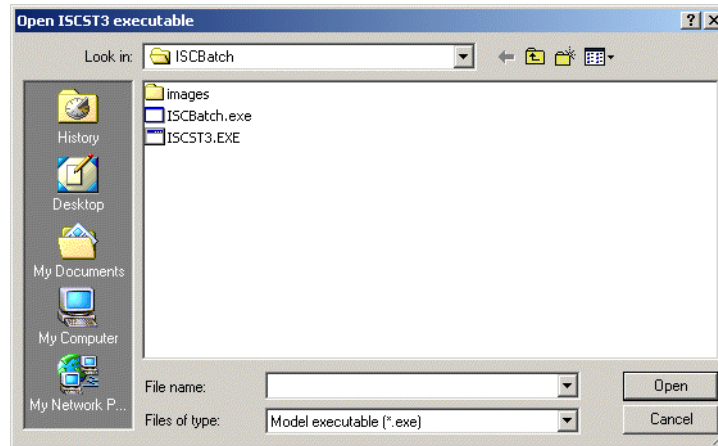 Open ISCST3 executable
Look in: ISCBatch
images
ISCBatch.exe
ISCST3.EXE
History
Desktop
My Documents
My Computer
My Network P...
File name:
Open
Files of type: Model executable (*.exe)
Cancel